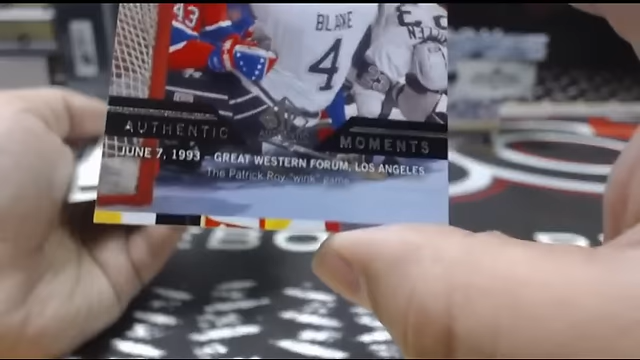 43
BLAKE
4
AUTHENTIC
MOMENTS
JUNE 7, 1993 – GREAT WESTERN FORUM, LOS ANGELES
The Patrick Roy "wink" game